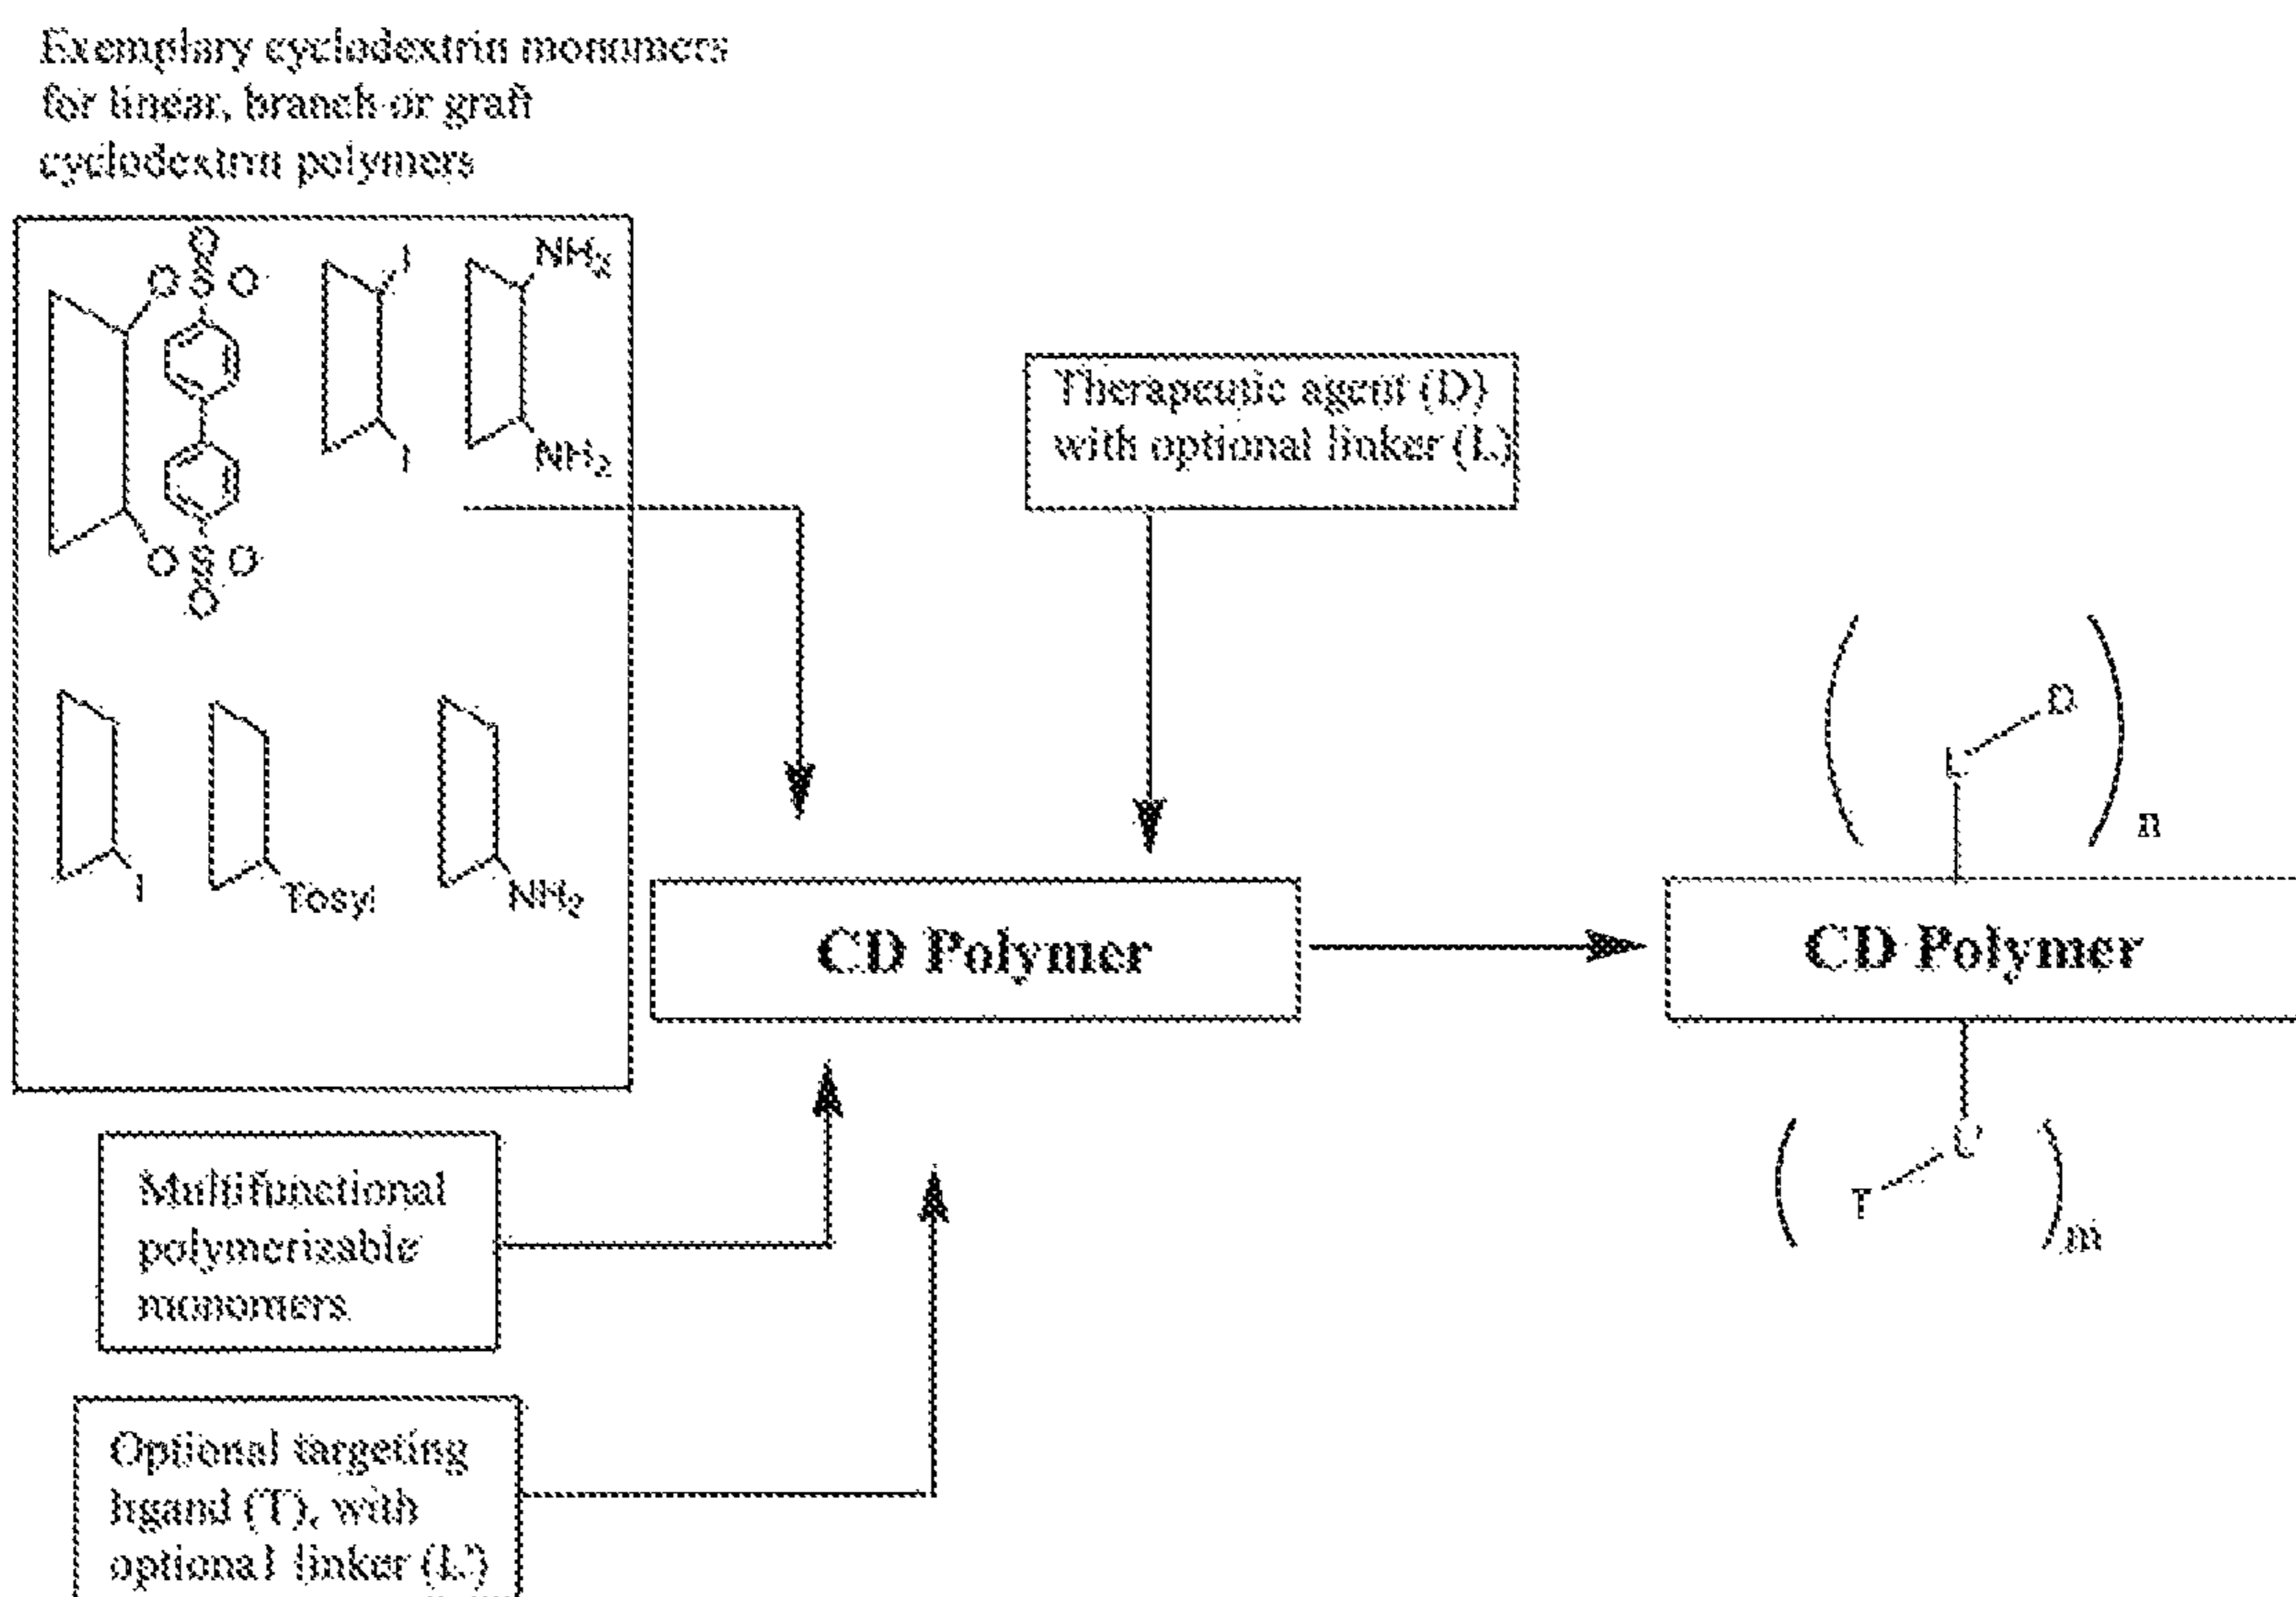 Exemplary cyclodextrin monomers
for linear, branch or graft
cyclodextrin polymers
O
O S O
I
NH2
I
NH2
O S O
O
I
Tosyl
NH2
Therapeutic agent (D)
with optional linker (L)
D
L
n
CD Polymer
CD Polymer
L'
T
m
Multifunctional
polymerizable
monomers
Optional targeting
ligand (T), with
optional linker (L')